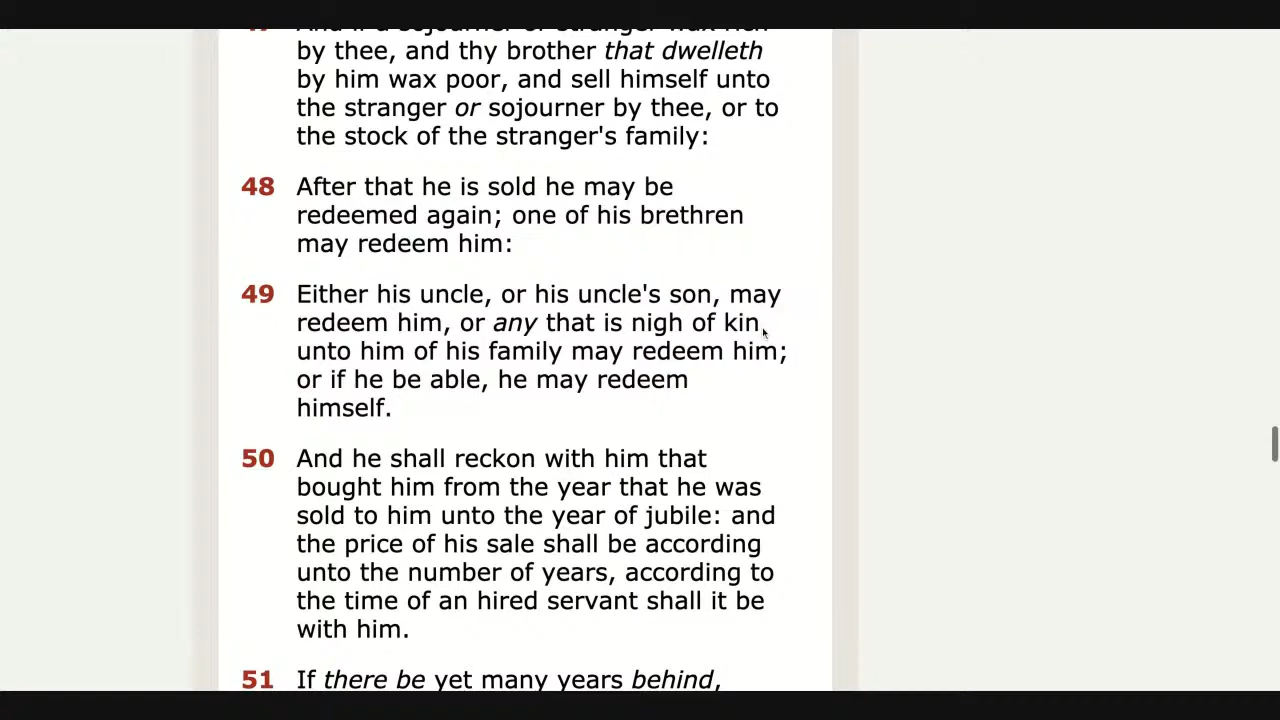 by thee, and thy brother that dwelleth
by him wax poor, and sell himself unto
the stranger or sojourner by thee, or to
the stock of the stranger's family:
48 After that he is sold he may be
redeemed again; one of his brethren
may redeem him:
49 Either his uncle, or his uncle's son, may
redeem him, or any that is nigh of kin
unto him of his family may redeem him;
or if he be able, he may redeem
himself.
50 And he shall reckon with him that
bought him from the year that he was
sold to him unto the year of jubile: and
the price of his sale shall be according
unto the number of years, according to
the time of an hired servant shall it be
with him.
51 If there be yet many years behind,